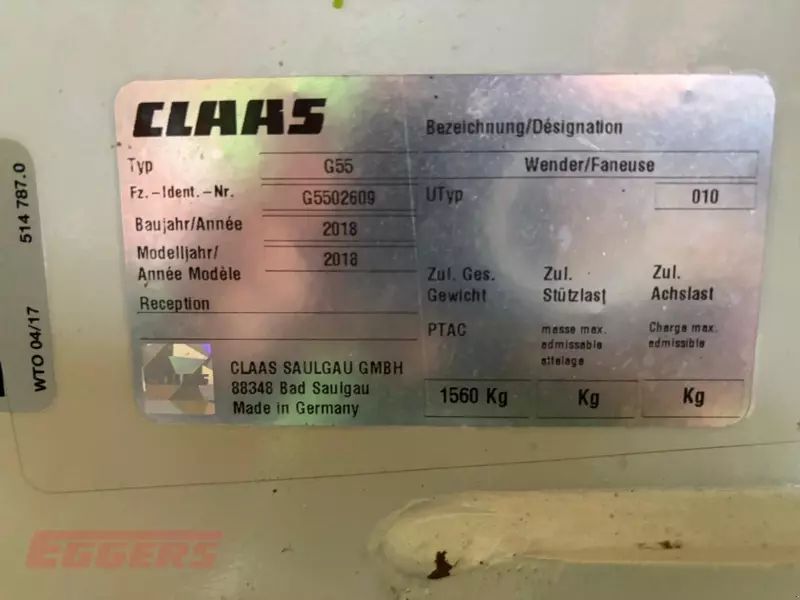 CLAAS
Bezeichnung/Désignation
Typ G55 Wender/Faneuse
Fz.-Ident.-Nr. G5502609 UTyp 010
Baujahr/Année 2018
Modelljahr/
Année Modèle 2018
Reception
Zul. Ges.
Gewicht
Zul.
Stützlast
Zul.
Achslast
PTAC
masse max.
admissable
attelage
Charge max.
admissible
1560 Kg Kg Kg
CLAAS SAULGAU GMBH
88348 Bad Saulgau
Made in Germany
514 787.0
WTO 04/17
EGGERS